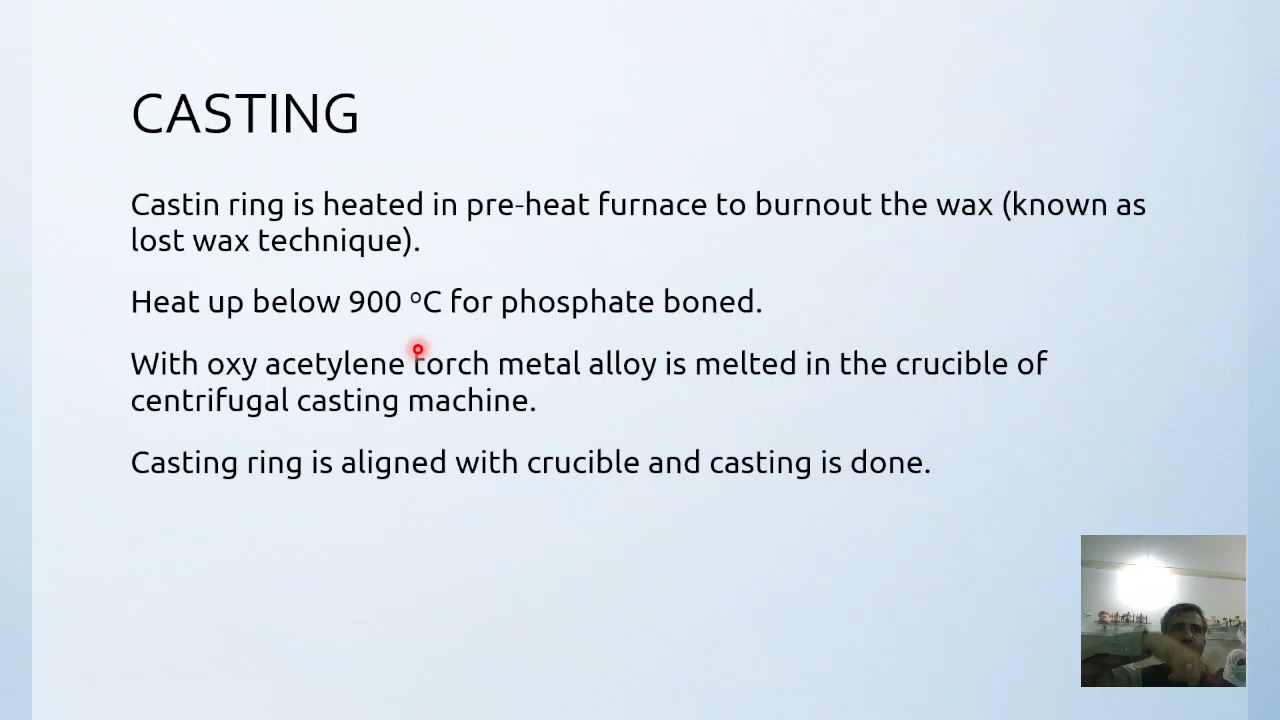 CASTING
Castin ring is heated in pre-heat furnace to burnout the wax (known as
lost wax technique).
Heat up below 900 ºC for phosphate boned.
With oxy acetylene torch metal alloy is melted in the crucible of
centrifugal casting machine.
Casting ring is aligned with crucible and casting is done.